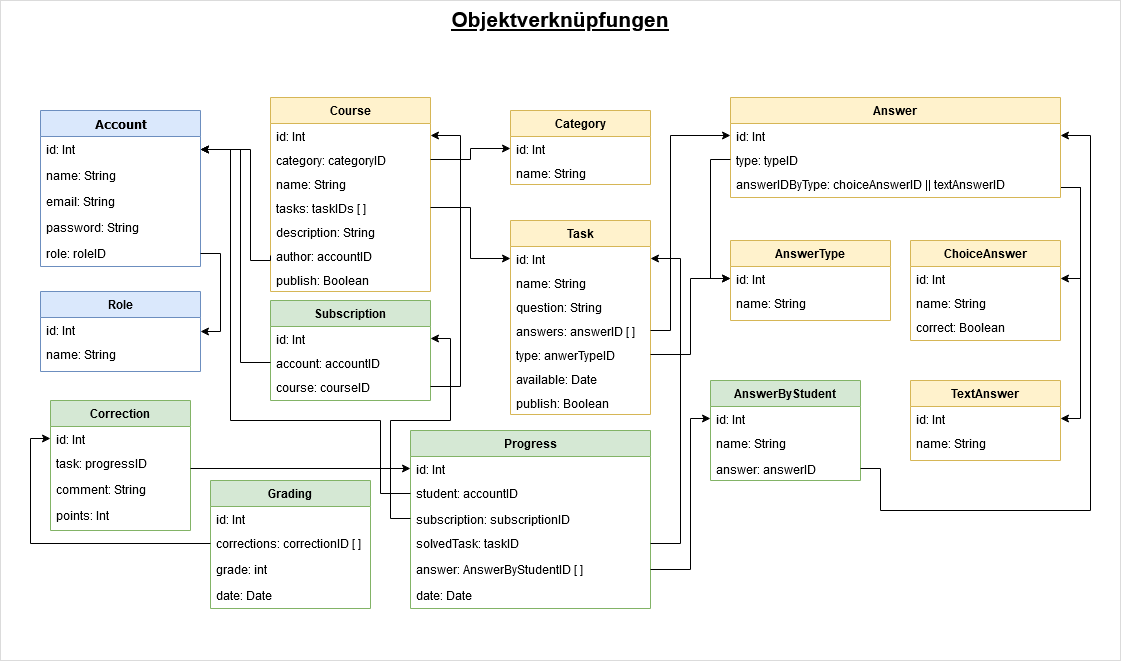 Objektverknüpfungen
Account
id: Int
name: String
email: String
password: String
role: roleID
Role
id: Int
name: String
Course
id: Int
category: categoryID
name: String
tasks: taskIDs [ ]
description: String
author: accountID
publish: Boolean
Subscription
id: Int
account: accountID
course: courseID
Category
id: Int
name: String
Task
id: Int
name: String
question: String
answers: answerID [ ]
type: anwerTypeID
available: Date
publish: Boolean
Answer
id: Int
type: typeID
answerIDByType: choiceAnswerID || textAnswerID
AnswerType
id: Int
name: String
ChoiceAnswer
id: Int
name: String
correct: Boolean
AnswerByStudent
id: Int
name: String
answer: answerID
TextAnswer
id: Int
name: String
Correction
id: Int
task: progressID
comment: String
points: Int
Grading
id: Int
corrections: correctionID [ ]
grade: int
date: Date
Progress
id: Int
student: accountID
subscription: subscriptionID
solvedTask: taskID
answer: AnswerByStudentID [ ]
date: Date